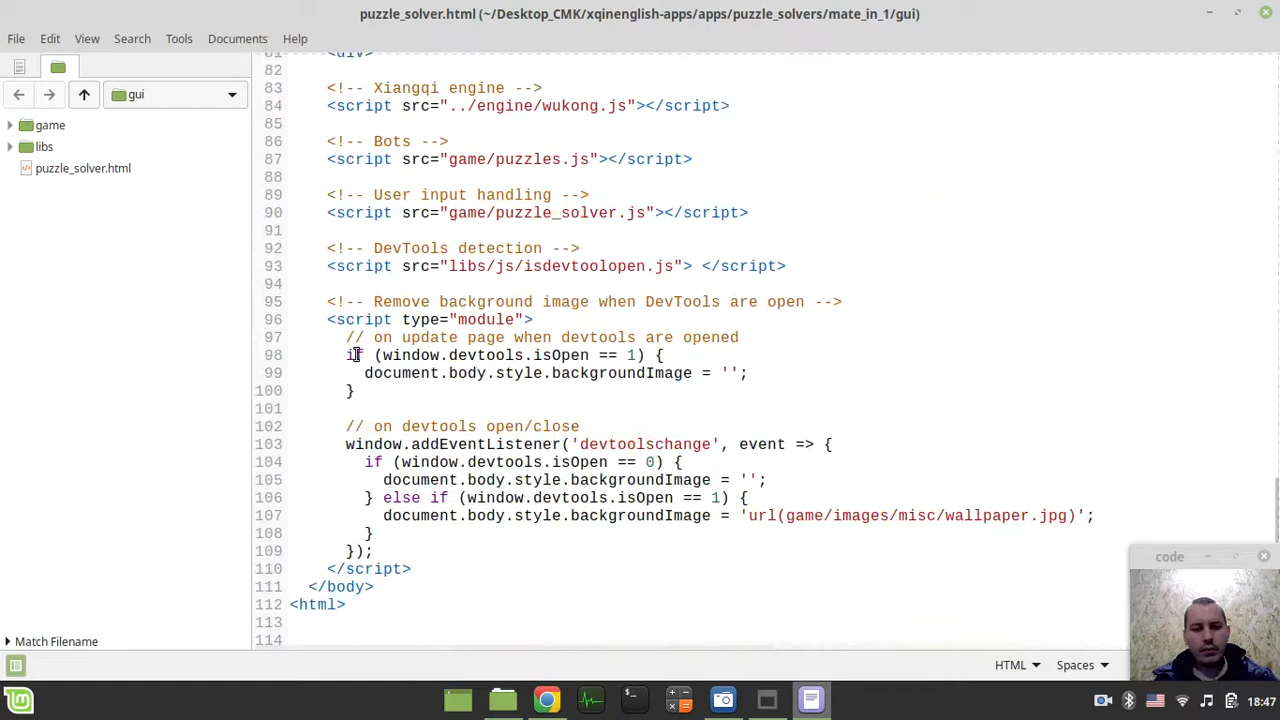 puzzle_solver.html (~/Desktop_CMK/xqinenglish-apps/apps/puzzle_solvers/mate_in_1/gui)
File Edit View Search Tools Documents Help
gui
game
libs
puzzle_solver.html
Match Filename
81 <div>
82
83 <!-- Xiangqi engine -->
84 <script src="../engine/wukong.js"></script>
85
86 <!-- Bots -->
87 <script src="game/puzzles.js"></script>
88
89 <!-- User input handling -->
90 <script src="game/puzzle_solver.js"></script>
91
92 <!-- DevTools detection -->
93 <script src="libs/js/isdevtoolopen.js"> </script>
94
95 <!-- Remove background image when DevTools are open -->
96 <script type="module">
97 // on update page when devtools are opened
98 if (window.devtools.isOpen == 1) {
99 document.body.style.backgroundImage = '';
100 }
101
102 // on devtools open/close
103 window.addEventListener('devtoolschange', event => {
104 if (window.devtools.isOpen == 0) {
105 document.body.style.backgroundImage = '';
106 } else if (window.devtools.isOpen == 1) {
107 document.body.style.backgroundImage = 'url(game/images/misc/wallpaper.jpg)';
108 }
109 });
110 </script>
111 </body>
112 <html>
113
114
code
HTML Spaces
18:47